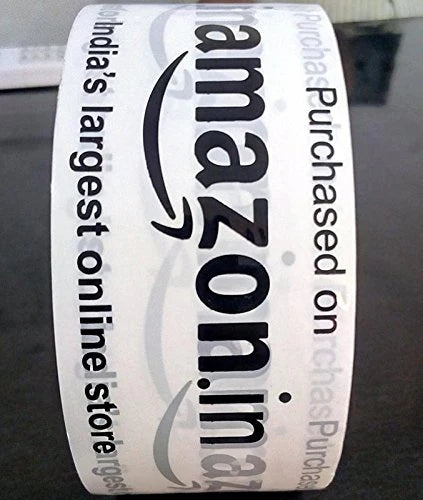 Purchased on
amazon.in
India's largest online store